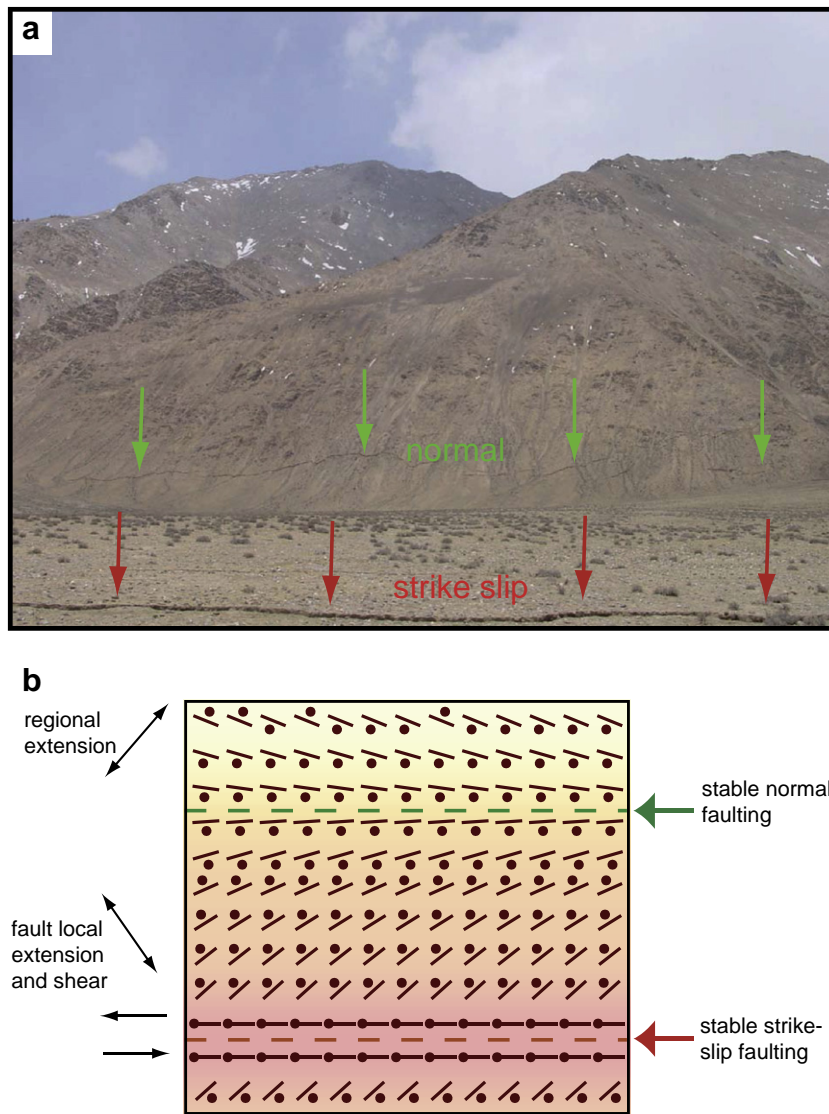 a
normal
strike slip
b
regional
extension
stable normal
faulting
fault local
extension
and shear
stable strike-
slip faulting